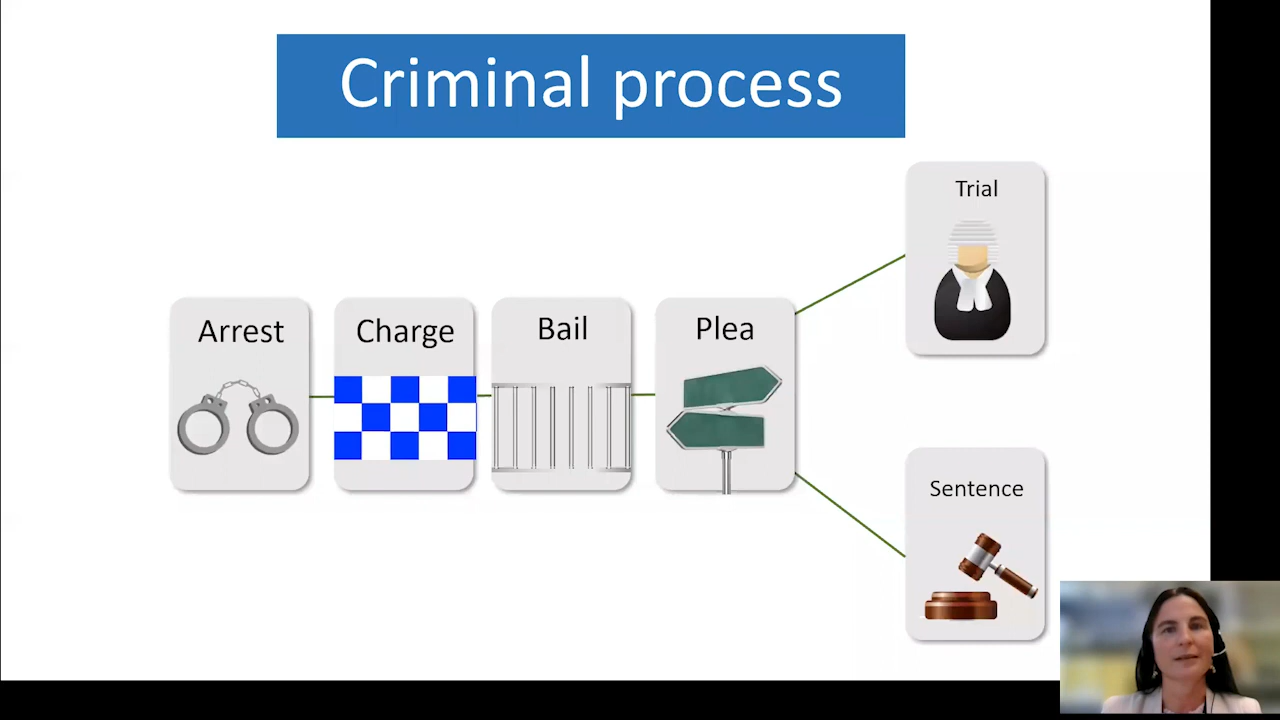 Criminal process
Arrest
Charge
Bail
Plea
Trial
Sentence